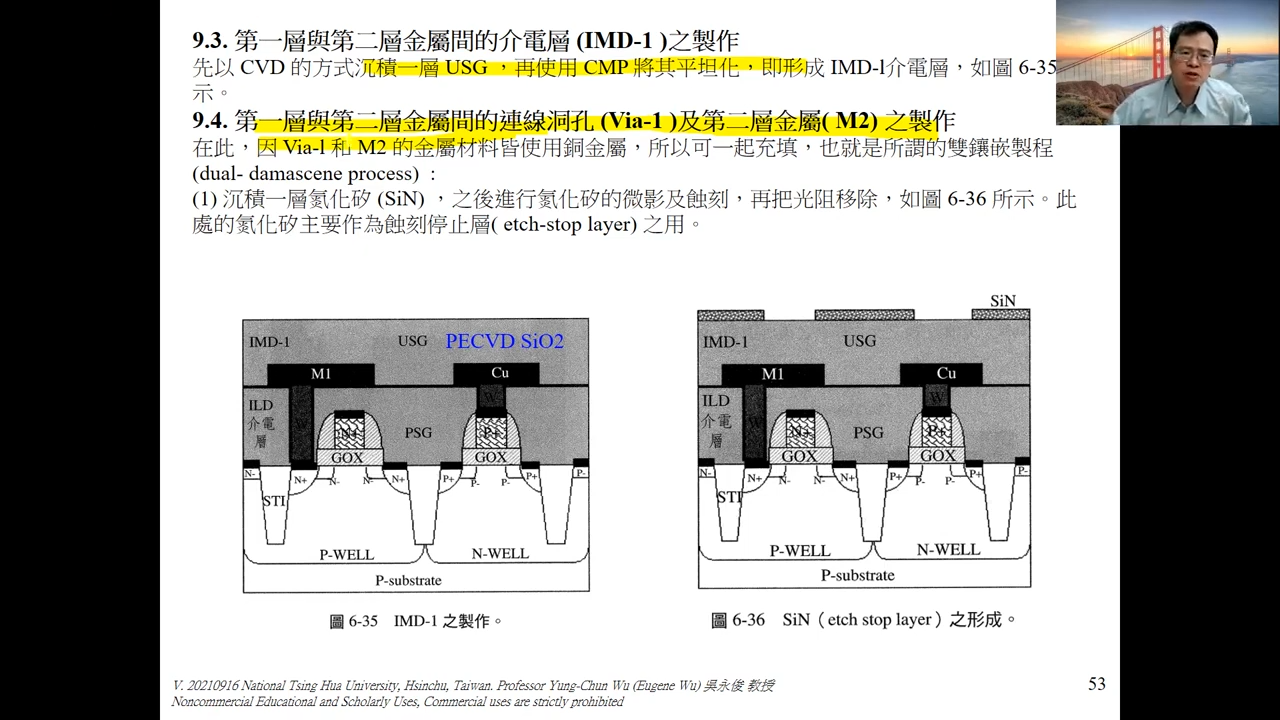 9.3. 第一層與第二層金屬間的介電層 (IMD-1 )之製作
先以 CVD 的方式沉積一層 USG ，再使用 CMP 將其平坦化，即形成 IMD-l介電層，如圖 6-35
示。
9.4. 第一層與第二層金屬間的連線洞孔 (Via-1 )及第二層金屬( M2) 之製作
在此，因 Via-l 和 M2 的金屬材料皆使用銅金屬，所以可一起充填，也就是所謂的雙鑲嵌製程
(dual- damascene process)  :
(1) 沉積一層氮化矽 (SiN) ，之後進行氮化矽的微影及蝕刻，再把光阻移除，如圖 6-36 所示。此
處的氮化矽主要作為蝕刻停止層( etch-stop layer) 之用。
IMD-1 USG PECVD SiO2
M1 Cu
W
ILD
介電
層
W
N+ PSG P+
GOX GOX
N- N+ N- N- N+ P+ P- P- P+ P-
STI
P-WELL N-WELL
P-substrate
圖 6-35 IMD-1 之製作。
SiN
IMD-1 USG
M1 Cu
W
ILD
介電
層
W
N+ PSG P+
GOX GOX
N- N+ N- N- N+ P+ P- P- P+ P-
STI
P-WELL N-WELL
P-substrate
圖 6-36 SiN（etch stop layer）之形成。
V. 20210916 National Tsing Hua University, Hsinchu, Taiwan. Professor Yung-Chun Wu (Eugene Wu) 吳永俊 教授
Noncommercial Educational and Scholarly Uses, Commercial uses are strictly prohibited
53